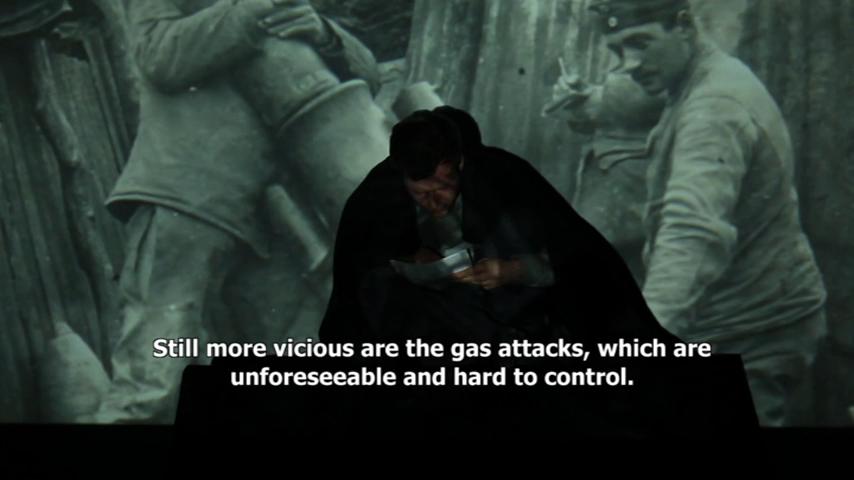 Still more vicious are the gas attacks, which are
unforeseeable and hard to control.